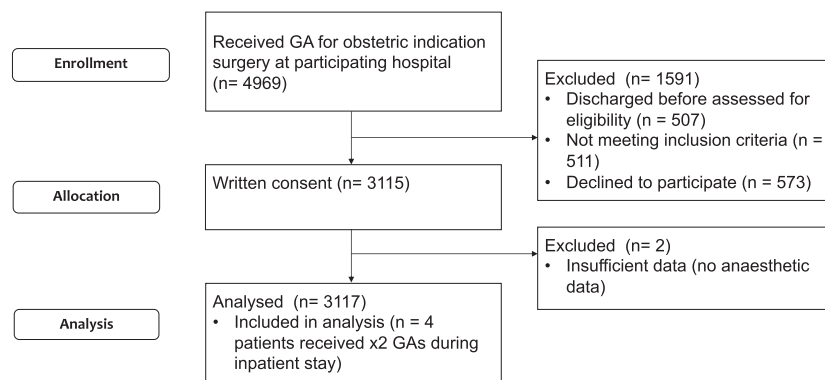 Enrollment
Received GA for obstetric indication
surgery at participating hospital
(n= 4969)
Excluded (n= 1591)
• Discharged before assessed for
eligibility (n = 507)
• Not meeting inclusion criteria (n =
511)
• Declined to participate (n = 573)
Allocation
Written consent (n= 3115)
Excluded (n= 2)
• Insufficient data (no anaesthetic
data)
Analysis
Analysed (n= 3117)
• Included in analysis (n = 4
patients received x2 GAs during
inpatient stay)